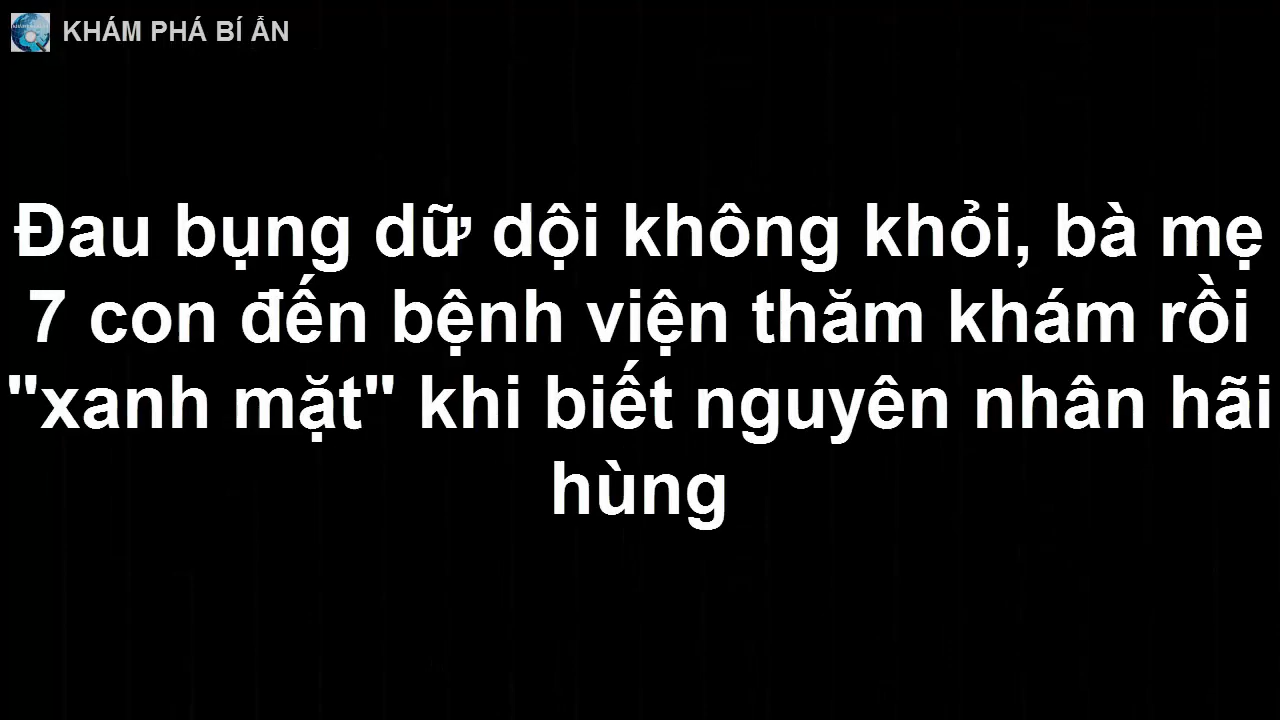 KHÁM PHÁ BÍ ẨN
Đau bụng dữ dội không khỏi, bà mẹ
7 con đến bệnh viện thăm khám rồi
"xanh mặt" khi biết nguyên nhân hãi
hùng